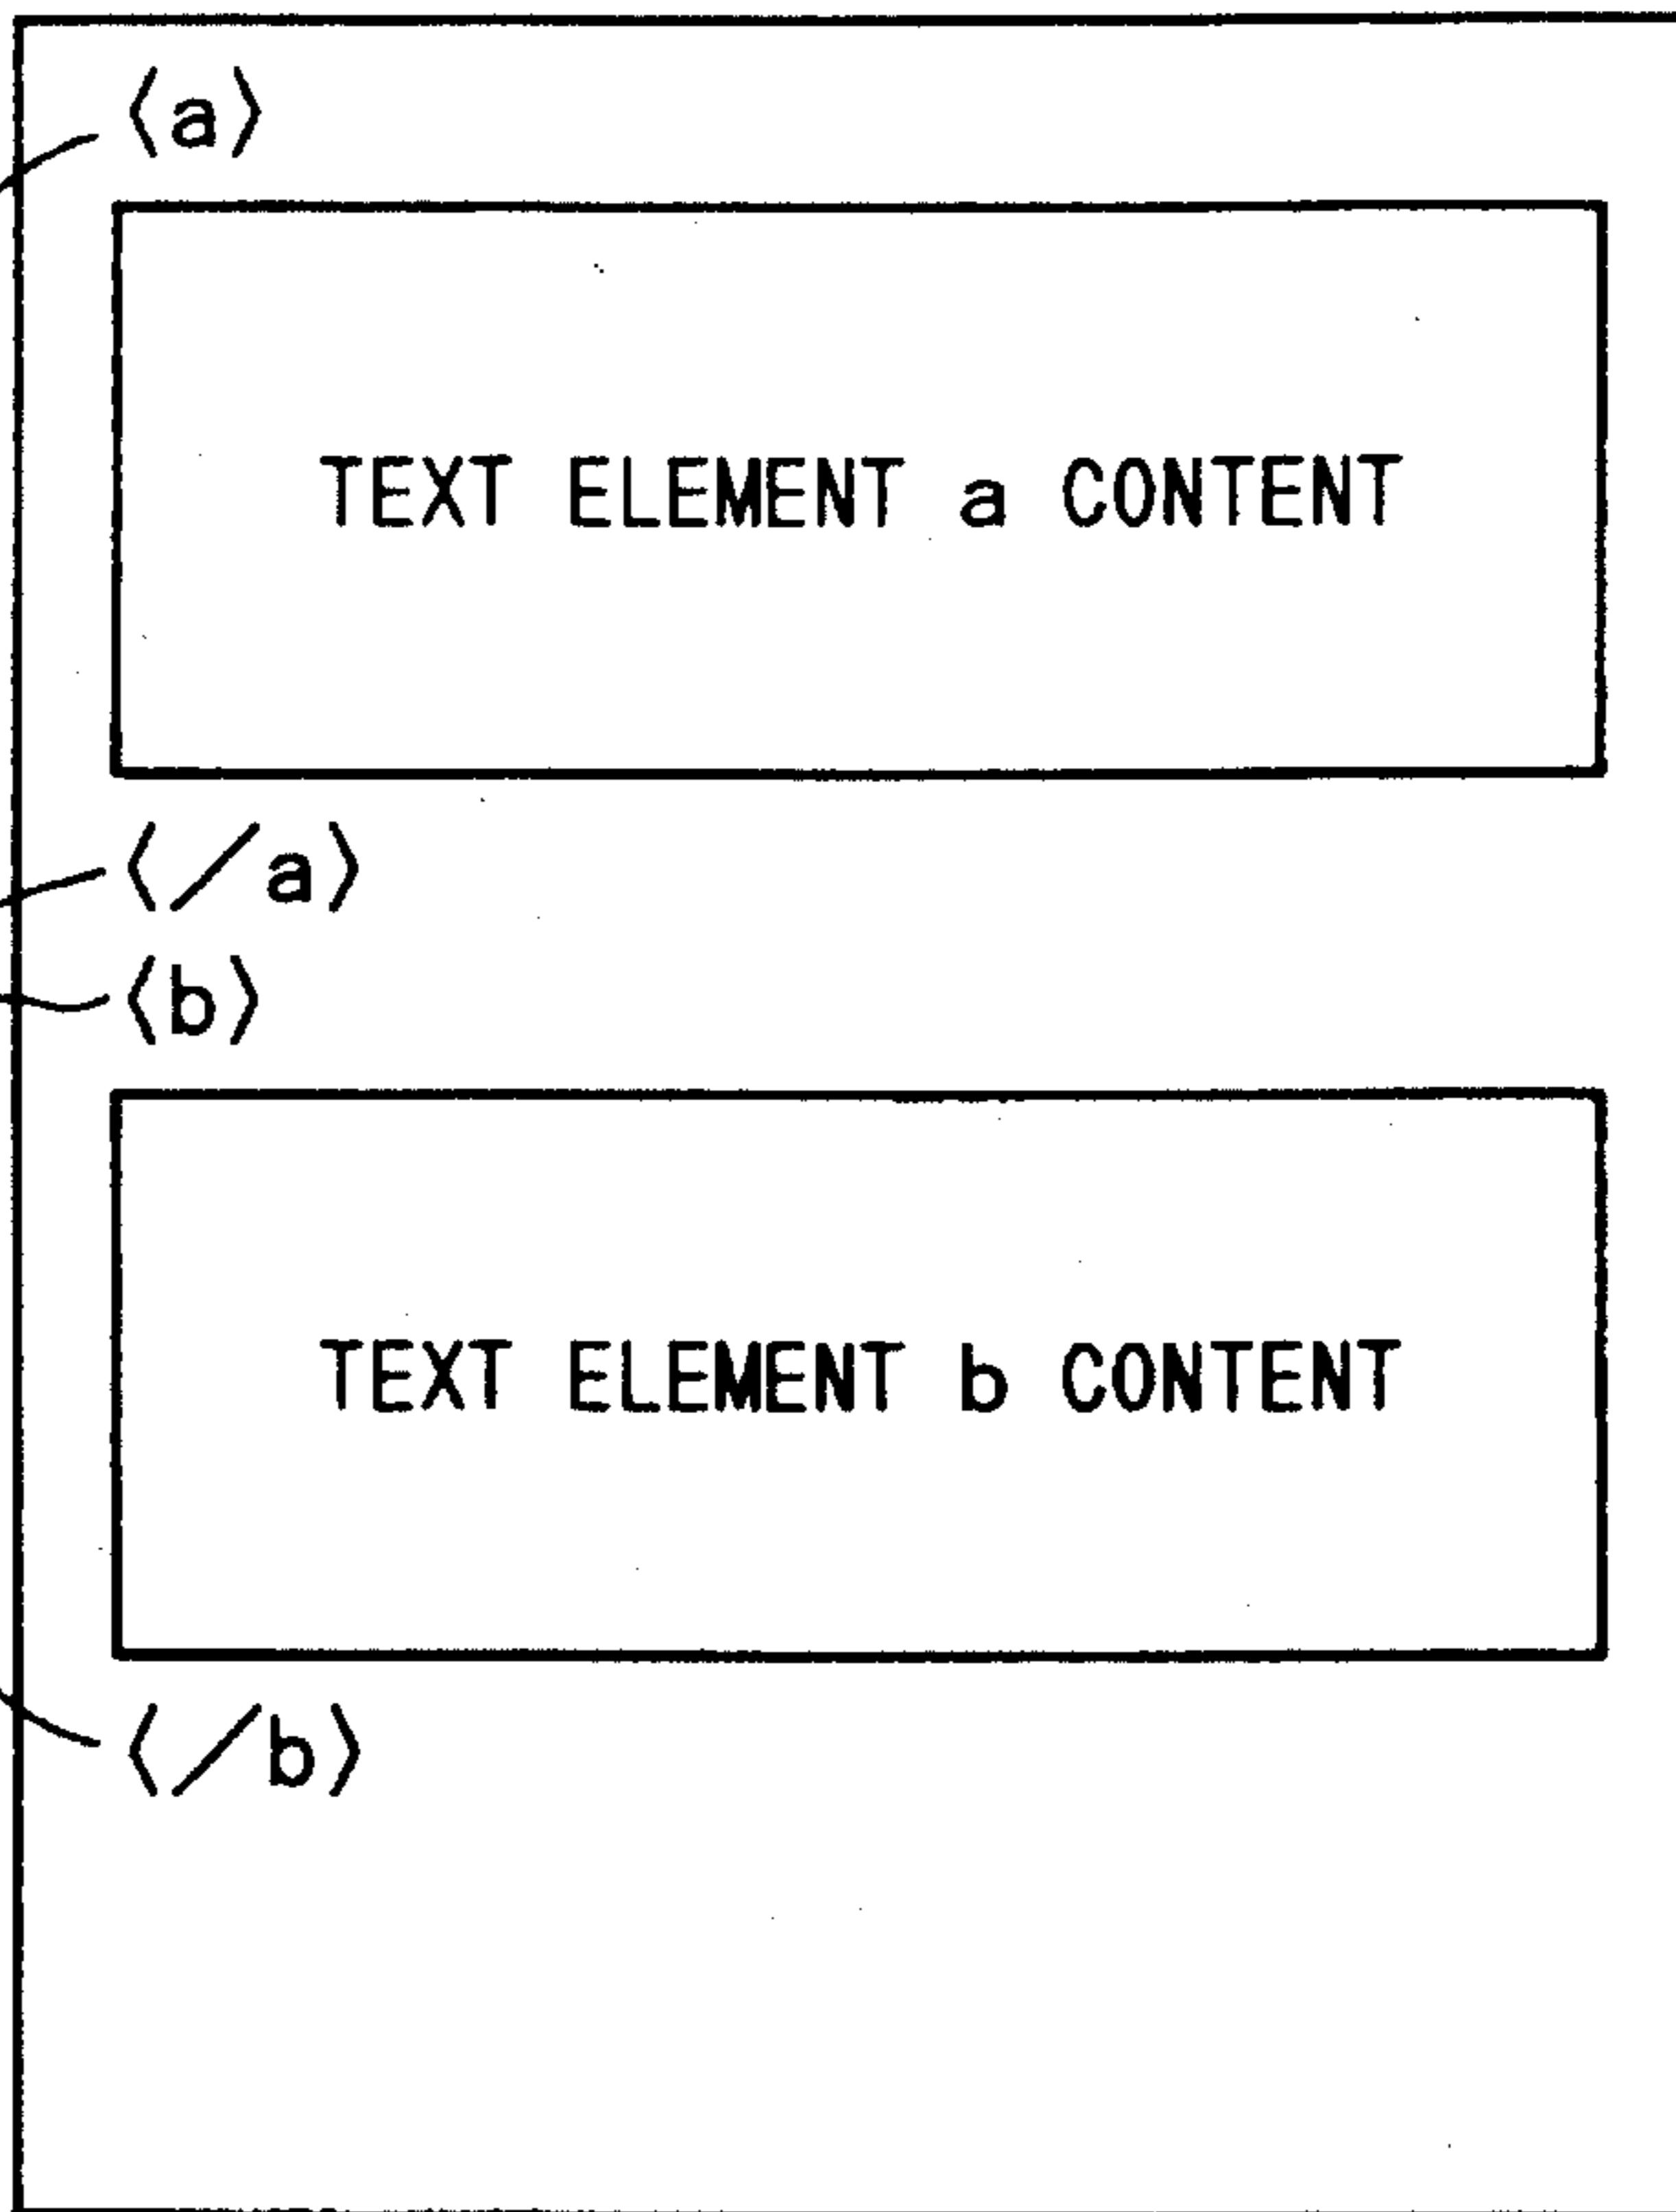 〈a〉
TEXT ELEMENT a CONTENT
〈/a〉
〈b〉
TEXT ELEMENT b CONTENT
〈/b〉